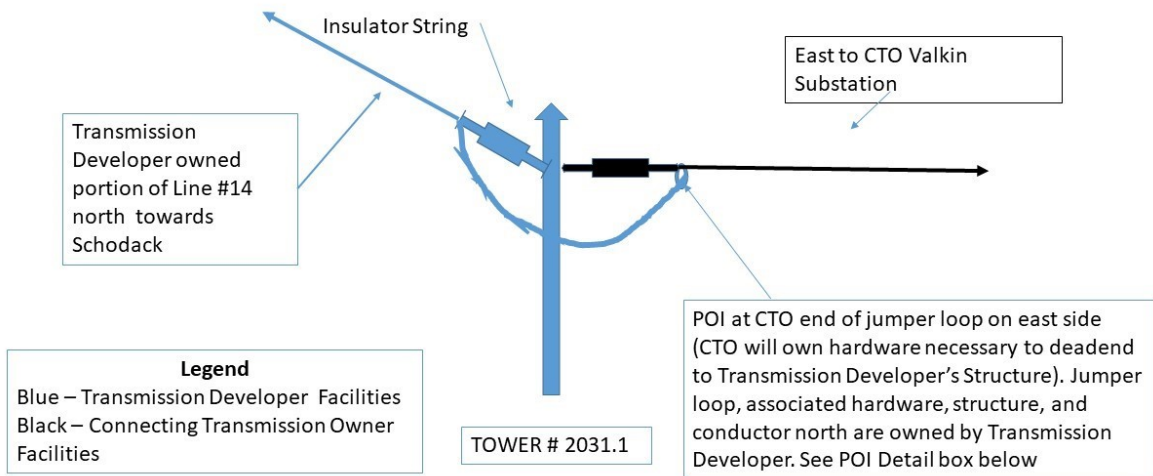 Insulator String
East to CTO Valkin
Substation
Transmission
Developer owned
portion of Line #14
north towards
Schodack
POI at CTO end of jumper loop on east side
(CTO will own hardware necessary to deadend
to Transmission Developer's Structure). Jumper
loop, associated hardware, structure, and
conductor north are owned by Transmission
Developer. See POI Detail box below
Legend
Blue – Transmission Developer Facilities
Black – Connecting Transmission Owner
Facilities
TOWER # 2031.1